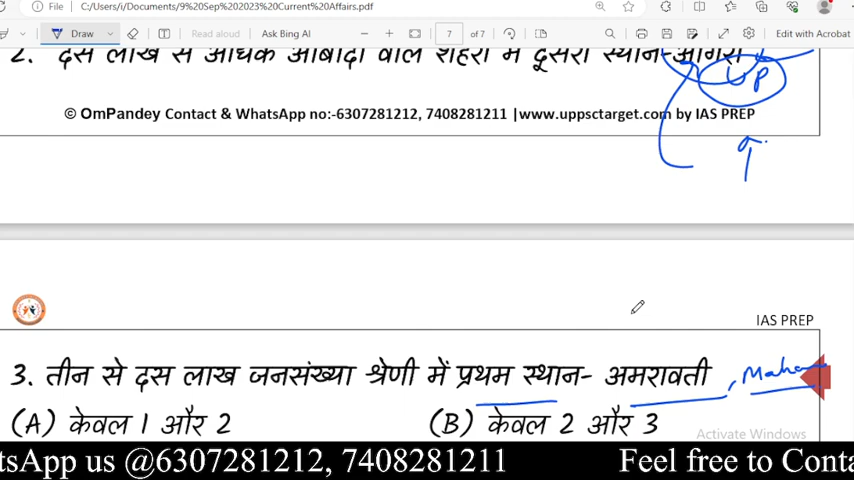 File C:/Users/i/Documents/9%20Sep%202023%20Current%20Affairs.pdf
Draw Read aloud Ask Bing AI 7 of 7 Edit with Acrobat
2. दस लाख से अधिक आबादी वाले शहरों में दूसरा स्थान-आगरा
UP
© OmPandey Contact & WhatsApp no:-6307281212, 7408281211 |www.uppsctarget.com by IAS PREP
IAS PREP
3. तीन से दस लाख जनसंख्या श्रेणी में प्रथम स्थान- अमरावती, Maha
(A) केवल 1 और 2 (B) केवल 2 और 3
Activate Windows
tsApp us @6307281212, 7408281211 Feel free to Conta